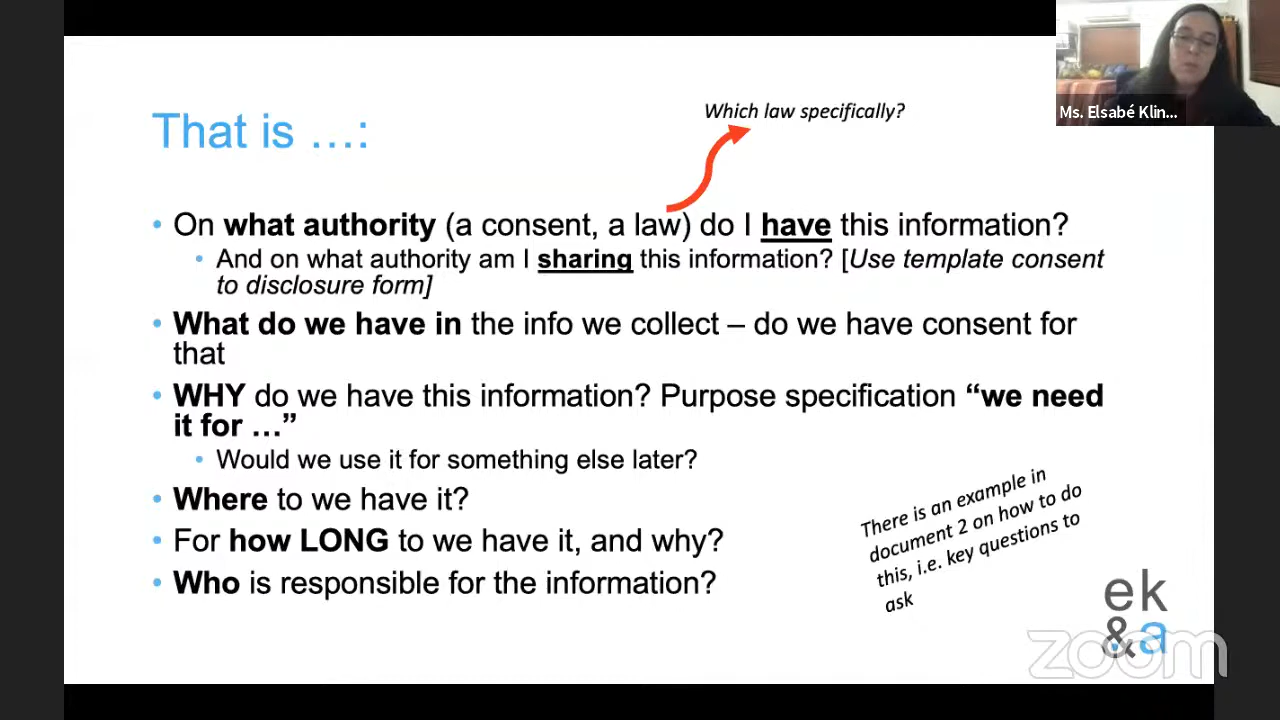 Ms. Elsabé Klin...
Which law specifically?
That is ...:
• On what authority (a consent, a law) do I have this information?
• And on what authority am I sharing this information? [Use template consent
to disclosure form]
• What do we have in the info we collect – do we have consent for
that
• WHY do we have this information? Purpose specification “we need
it for ...”
• Would we use it for something else later?
• Where to we have it?
• For how LONG to we have it, and why?
• Who is responsible for the information?
There is an example in
document 2 on how to do
this, i.e. key questions to
ask
ek
&a
zoom